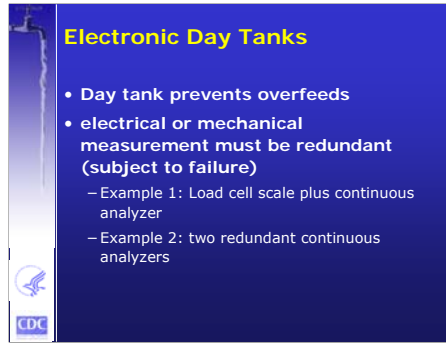 Electronic Day Tanks
• Day tank prevents overfeeds
• electrical or mechanical
measurement must be redundant
(subject to failure)
– Example 1: Load cell scale plus continuous
analyzer
– Example 2: two redundant continuous
analyzers
CDC